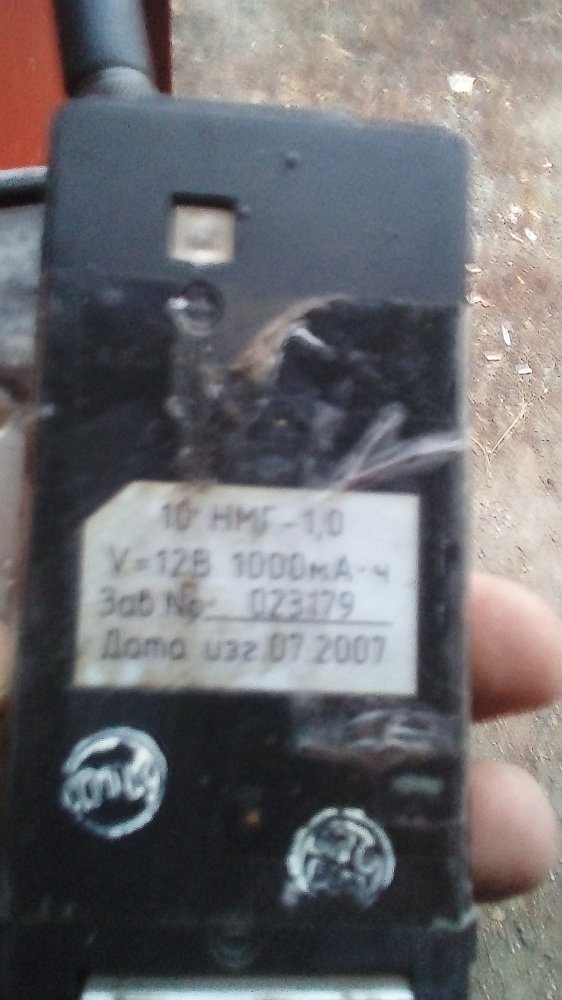 10 НМГ-1,0
V=12В 1000мА-ч
Зав No- 023179
Дата изг.07.2007